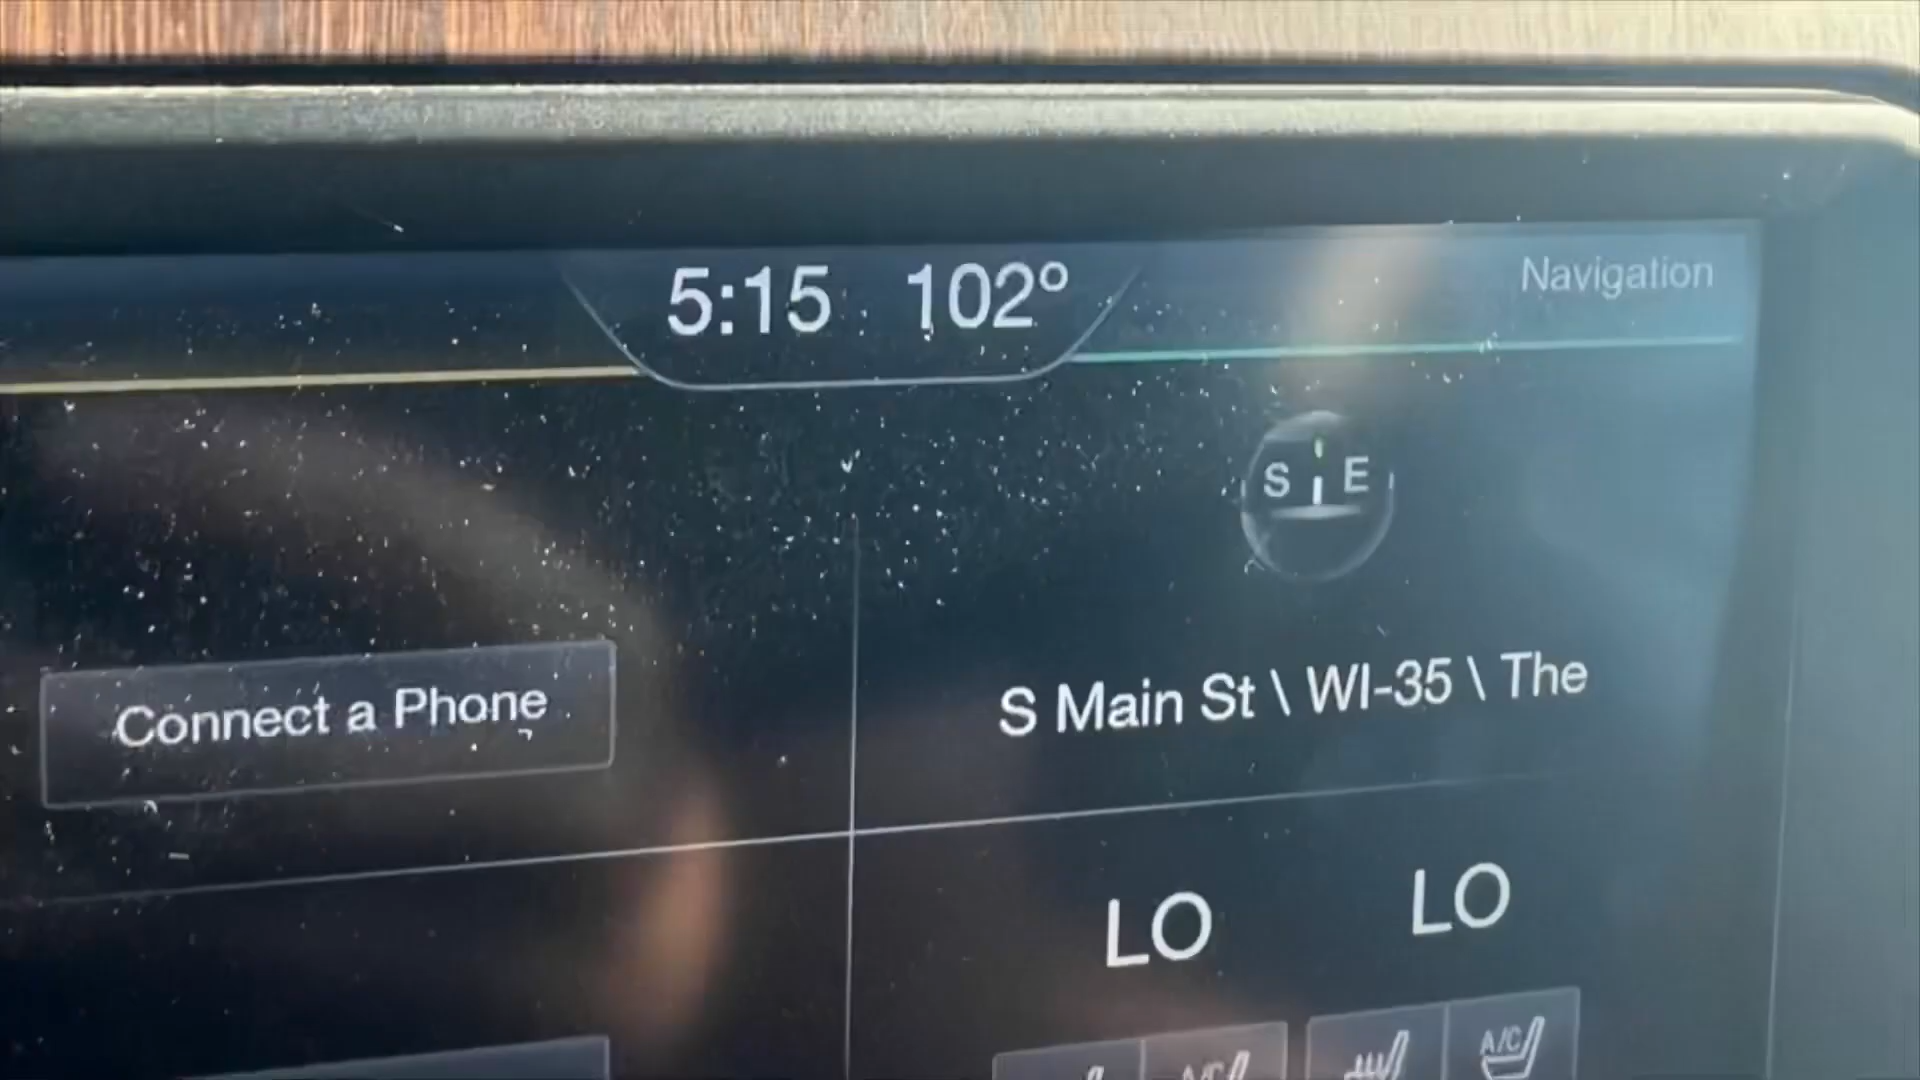 5:15 102°
Navigation
S E
Connect a Phone
S Main St \ WI-35 \ The
LO LO
A/C